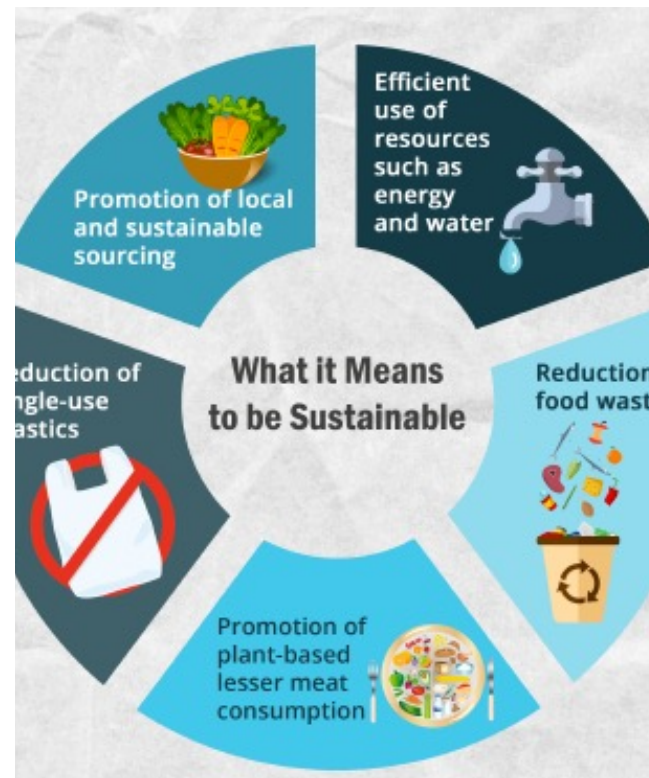 Efficient
use of
resources
such as
energy
and water
Promotion of local
and sustainable
sourcing
What it Means
to be Sustainable
eduction of
ngle-use
astics
Reduction
food wast
Promotion of
plant-based
lesser meat
consumption